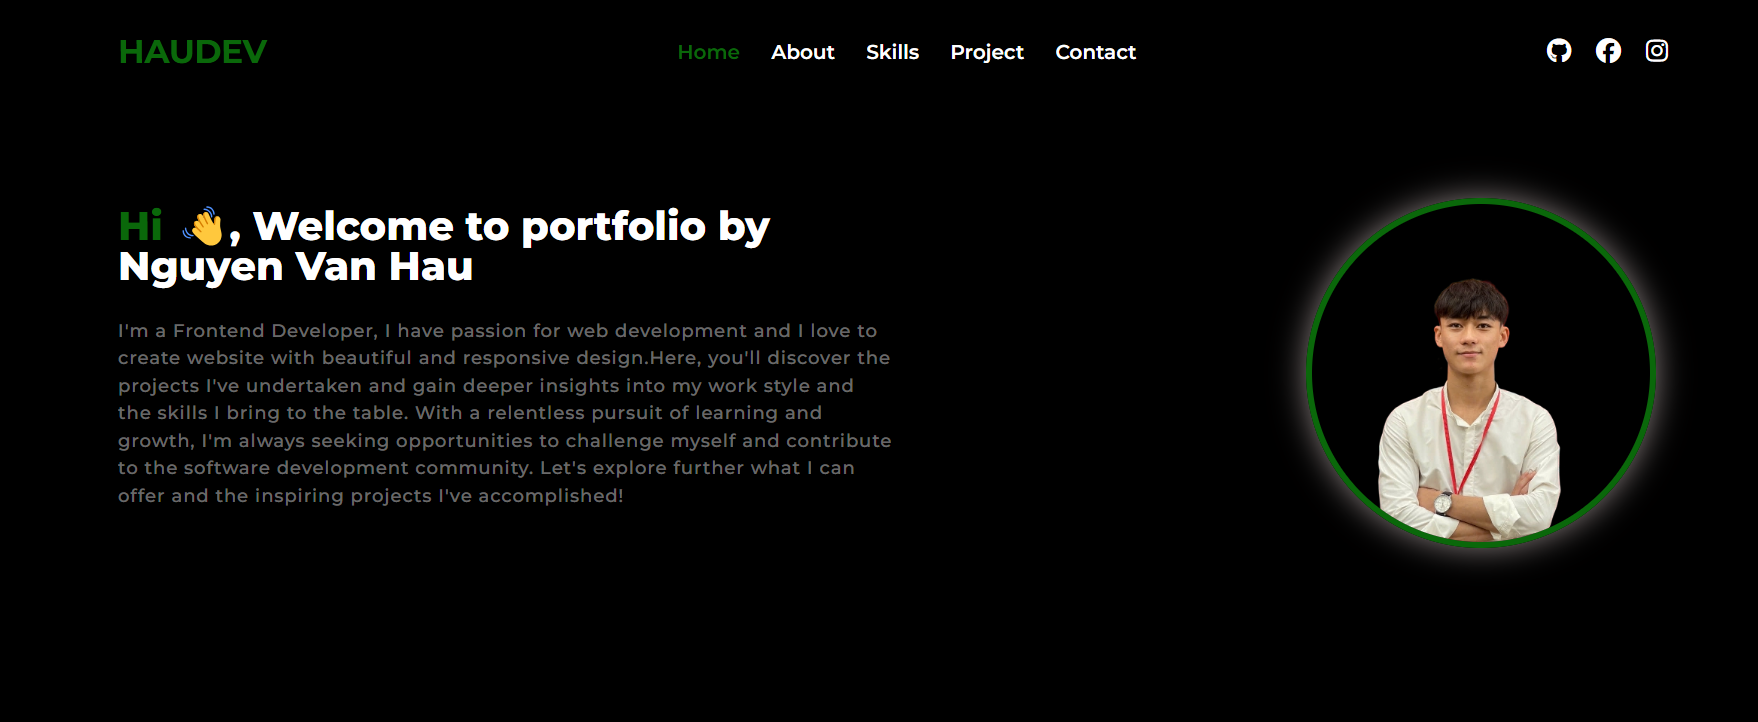 HAUDEV
Home About Skills Project Contact
Hi 👋, Welcome to portfolio by
Nguyen Van Hau
I'm a Frontend Developer, I have passion for web development and I love to
create website with beautiful and responsive design.Here, you'll discover the
projects I've undertaken and gain deeper insights into my work style and
the skills I bring to the table. With a relentless pursuit of learning and
growth, I'm always seeking opportunities to challenge myself and contribute
to the software development community. Let's explore further what I can
offer and the inspiring projects I've accomplished!